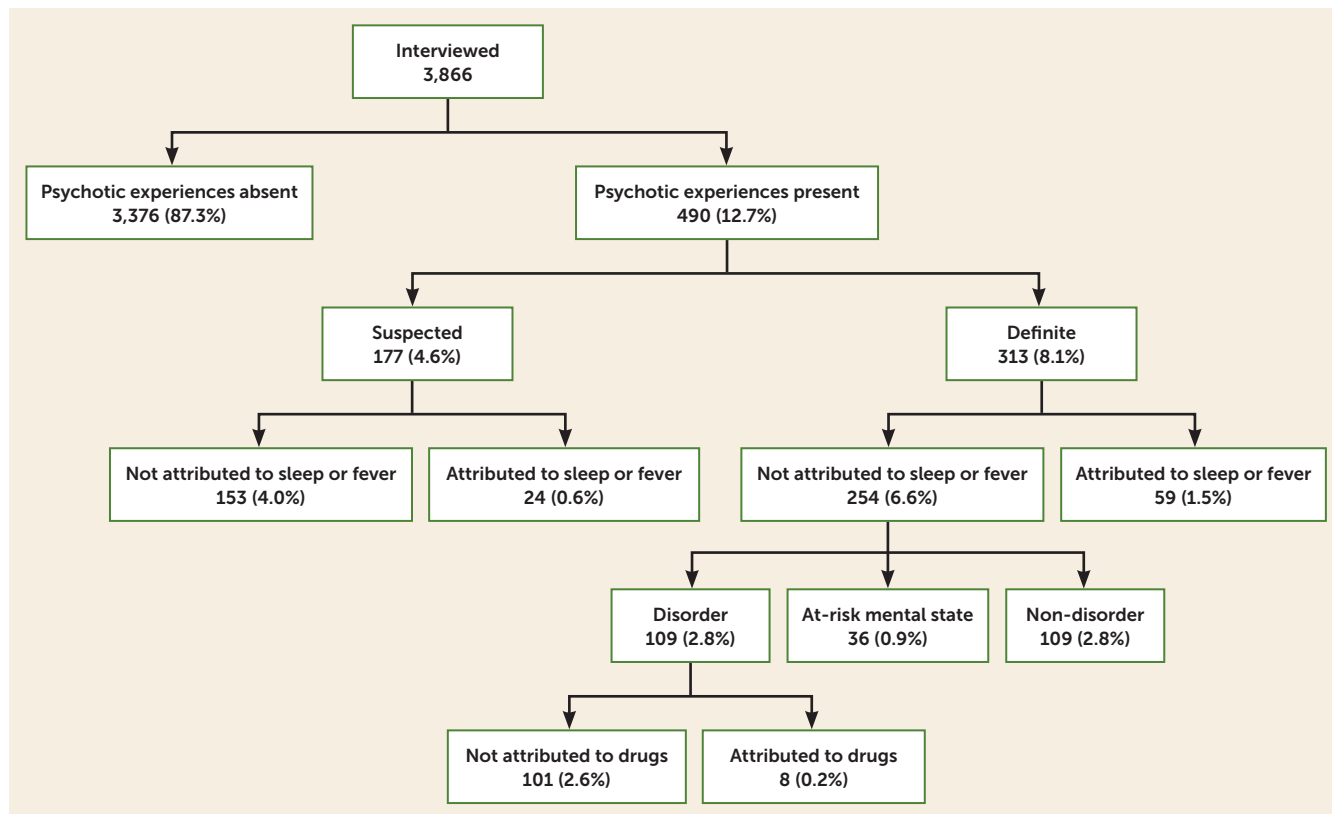 Interviewed
3,866
Psychotic experiences absent
3,376 (87.3%)
Psychotic experiences present
490 (12.7%)
Suspected
177 (4.6%)
Definite
313 (8.1%)
Not attributed to sleep or fever
153 (4.0%)
Attributed to sleep or fever
24 (0.6%)
Not attributed to sleep or fever
254 (6.6%)
Attributed to sleep or fever
59 (1.5%)
Disorder
109 (2.8%)
At-risk mental state
36 (0.9%)
Non-disorder
109 (2.8%)
Not attributed to drugs
101 (2.6%)
Attributed to drugs
8 (0.2%)